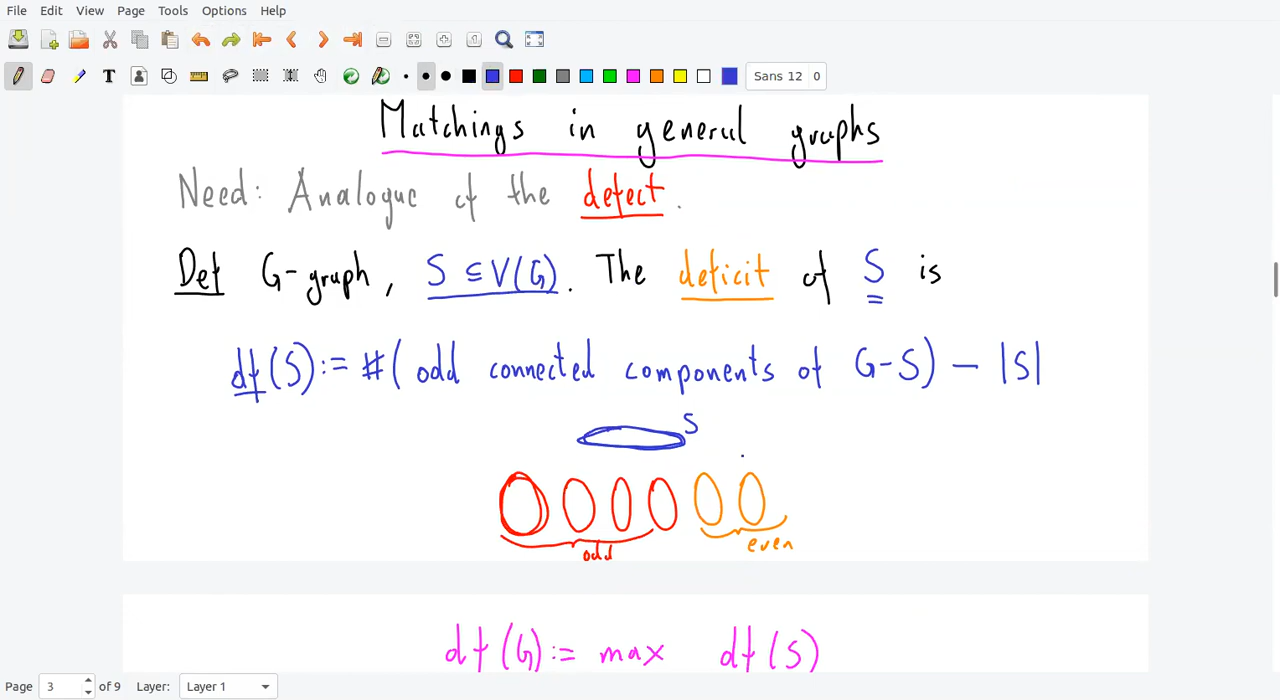 File Edit View Page Tools Options Help
Sans 12 0
Matchings in general graphs
Need: Analogue of the defect.
Def G-graph, S ⊆ V(G). The deficit of S is
df(S) := #(odd connected components of G-S) - |S|
S
odd
even
df(G) := max df(S)
Page 3 of 9 Layer: Layer 1